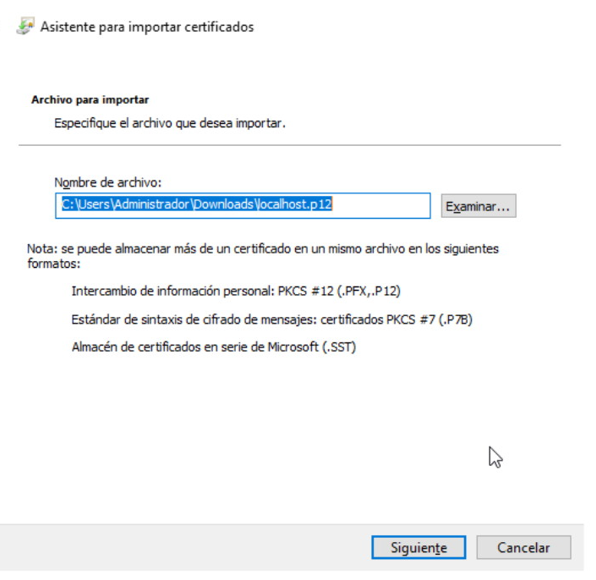 Asistente para importar certificados
Archivo para importar
Especifique el archivo que desea importar.
Nombre de archivo:
C:\Users\Administrador\Downloads\localhost.p12
Examinar...
Nota: se puede almacenar más de un certificado en un mismo archivo en los siguientes
formatos:
Intercambio de información personal: PKCS #12 (.PFX,.P12)
Estándar de sintaxis de cifrado de mensajes: certificados PKCS #7 (.P7B)
Almacén de certificados en serie de Microsoft (.SST)
Siguiente
Cancelar